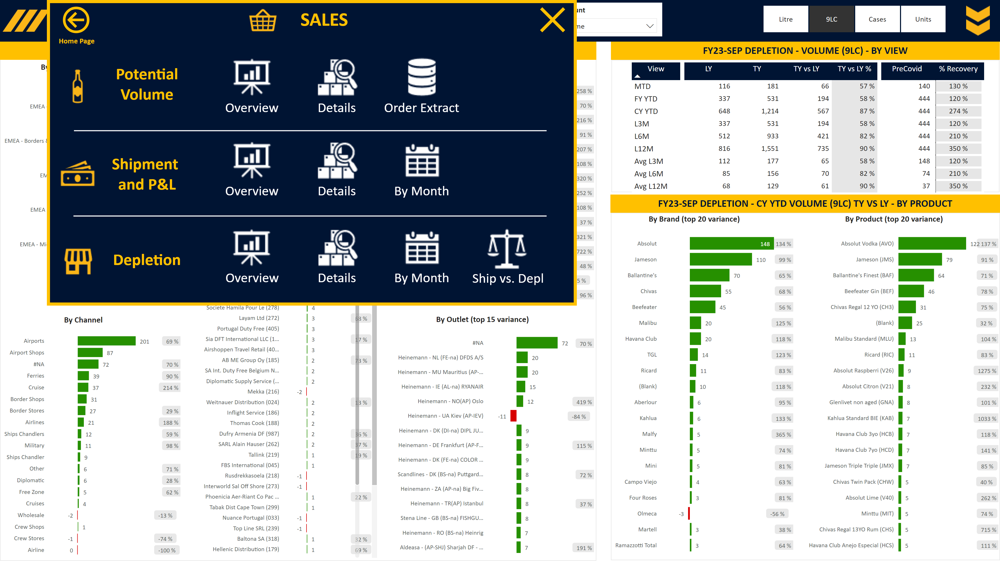 Home Page
SALES
Potential
Volume
Overview
Details
Order Extract
Shipment
and P&L
Overview
Details
By Month
Depletion
Overview
Details
By Month
Ship vs. Depl
Litre
9LC
Cases
Units
EMEA -
EMEA - Borders &
EMEA
258 %
70 %
216 %
91 %
207 %
108 %
320 %
252 %
108 %
37 %
321 %
722 %
48 %
5 %
96 %
By Channel
Airports 201 69 %
Airport Shops 87
#NA 72 70 %
Ferries 39 90 %
Cruise 37 214 %
Border Shops 31
Border Stores 27 29 %
Airlines 21 188 %
Ships Chandlers 12 59 %
Military 11 98 %
Ships Chandler 9
Other 6 71 %
Diplomatic 6 28 %
Free Zone 5 62 %
Cruises 4
Wholesale -2 -13 %
Crew Shops 1
Crew Stores -1 -74 %
Airline 0 -100 %
Societe Hamila Pour Le (278) 4
Layam Ltd (272) 3 68 %
Portugal Duty Free (405) 3
Sia DFT International LLC (1... 3 17 %
Airshoppen Travel Retail (40... 3
AB ME Group Oy (185) 2 73 %
SA Int. Duty Free Belgium N... 2
Diplomatic Supply Service (... 2
Mekka (216) -2
Weitnauer Distribution (024) 2 13 %
Inflight Service (186) 2
Thomas Cook (188) 2
Dufry Armenia DF (987) 2 36 %
SARL Alain Hauser (262) 2 37 %
Tallink (219) 1 19 %
FBS International (045) 1
Rusdrekkasoela (218) -1
Interworld Sal Off Shore (273) -1
Phoenicia Aer-Riant Co Pac ... 1 22 %
Tabak Dist Cape Town (299) 1
Nuance Portugal (033) -1
Top Line SRL (239) -1
Baltona SA (318) 1 32 %
Hellenic Distribution (179) 1 69 %
By Outlet (top 15 variance)
#NA 72 70 %
Heinemann - NL (FE-na) DFDS A/S 20
Heinemann - MU Mauritius (AP-... 20
Heinemann - IE (AL-na) RYANAIR 15
Heinemann - NO(AP) Oslo 12 419 %
Heinemann - UA Kiev (AP-IEV) -11 -84 %
Heinemann - DK (DI-na) DIPL JU... 9
Heinemann - DE Frankfurt (AP-F... 9 115 %
Heinemann - DK (FE-na) COLOR ... 9
Scandlines - DK (BS-na) Puttgard... 8 72 %
Heinemann - ZA (AP-na) Big Fiv... 8
Heinemann - TR(AP) Istanbul 8 37 %
Stena Line - GB (BS-na) FISHGU... 8
Heinemann - RO (BS-na) Heinrig 7
Aldeasa - (AP-SHJ) Sharjah DF - ... 7 191 %
FY23-SEP DEPLETION - VOLUME (9LC) - BY VIEW
View LY TY TY vs LY TY vs LY % PreCovid % Recovery
MTD 116 181 66 57 % 140 130 %
FY YTD 337 531 194 58 % 444 120 %
CY YTD 648 1,214 567 87 % 444 274 %
L3M 337 531 194 58 % 444 120 %
L6M 512 933 421 82 % 444 210 %
L12M 816 1,551 735 90 % 444 350 %
Avg L3M 112 177 65 58 % 148 120 %
Avg L6M 85 156 70 82 % 74 210 %
Avg L12M 68 129 61 90 % 37 350 %
FY23-SEP DEPLETION - CY YTD VOLUME (9LC) TY VS LY - BY PRODUCT
By Brand (top 20 variance)
Absolut 148 134 %
Jameson 110 99 %
Ballantine's 70 65 %
Chivas 55 68 %
Beefeater 45 56 %
Malibu 20 125 %
Havana Club 20 118 %
TGL 14 123 %
Ricard 11 83 %
(Blank) 10 118 %
Aberlour 6 95 %
Kahlua 6 133 %
Malfy 5 365 %
Minttu 5 74 %
Mini 5 81 %
Campo Viejo 4 63 %
Four Roses 3 81 %
Olmeca -3 -56 %
Martell 3 38 %
Ramazzotti Total 3 64 %
By Product (top 20 variance)
Absolut Vodka (AVO) 122 137 %
Jameson (JMS) 79 91 %
Ballantine's Finest (BAF) 64 71 %
Beefeater Gin (BEF) 46 78 %
Chivas Regal 12 YO (CH3) 31 75 %
(Blank) 25 32 %
Malibu Standard (MLU) 13 104 %
Ricard (RIC) 11 83 %
Absolut Raspberri (V26) 9 1275 %
Absolut Citron (V21) 8 232 %
Glenlivet non aged (GNA) 8 101 %
Kahlua Standard BIE (KAB) 7 1033 %
Havana Club 3yo (HCB) 7 118 %
Havana Club 7yo (HCD) 7 141 %
Jameson Triple Triple (JMX) 7 85 %
Chivas Twin Pack (CHW) 5 40 %
Absolut Lime (V40) 5 262 %
Minttu (MIT) 5 74 %
Chivas Regal 13YO Rum (CHS) 5 715 %
Havana Club Anejo Especial (HCS) 5 111 %